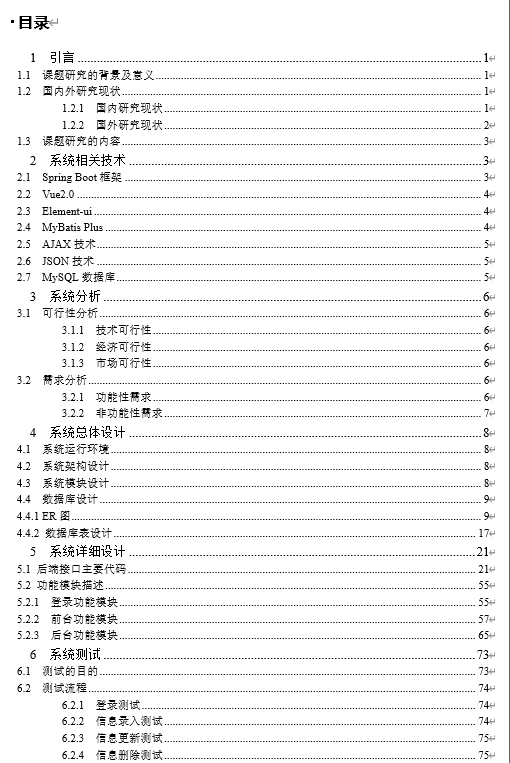 目录
1 引言 1
1.1 课题研究的背景及意义 1
1.2 国内外研究现状 1
1.2.1 国内研究现状 1
1.2.2 国外研究现状 2
1.3 课题研究的内容 3
2 系统相关技术 3
2.1 Spring Boot 框架 3
2.2 Vue2.0 4
2.3 Element-ui 4
2.4 MyBatis Plus 4
2.5 AJAX 技术 5
2.6 JSON 技术 5
2.7 MySQL 数据库 5
3 系统分析 6
3.1 可行性分析 6
3.1.1 技术可行性 6
3.1.2 经济可行性 6
3.1.3 市场可行性 6
3.2 需求分析 6
3.2.1 功能性需求 6
3.2.2 非功能性需求 7
4 系统总体设计 8
4.1 系统运行环境 8
4.2 系统架构设计 8
4.3 系统模块设计 8
4.4 数据库设计 9
4.4.1 ER 图 9
4.4.2 数据库表设计 17
5 系统详细设计 21
5.1 后端接口主要代码 21
5.2 功能模块描述 55
5.2.1 登录功能模块 55
5.2.2 前台功能模块 57
5.2.3 后台功能模块 65
6 系统测试 73
6.1 测试的目的 73
6.2 测试流程 74
6.2.1 登录测试 74
6.2.2 信息录入测试 74
6.2.3 信息更新测试 75
6.2.4 信息删除测试 75